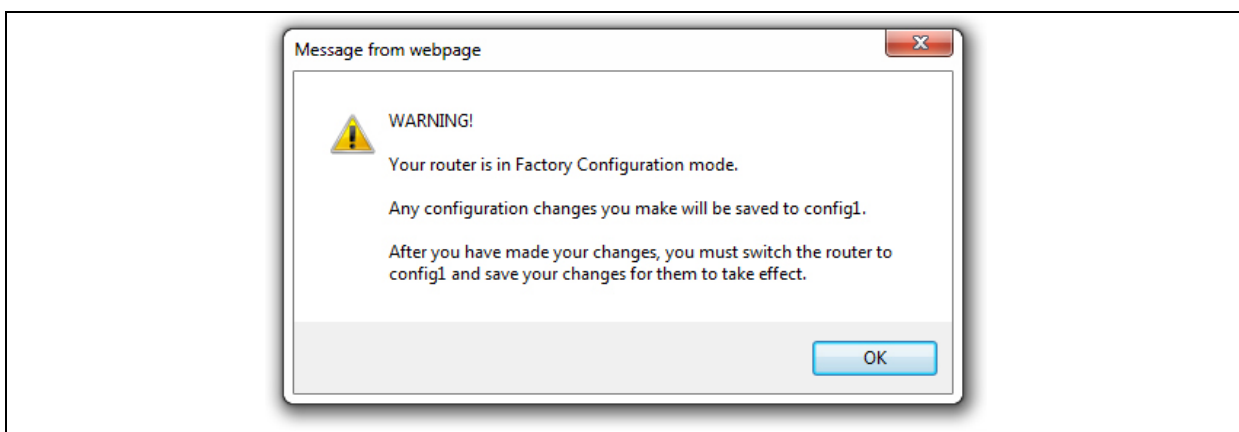 Message from webpage
WARNING!
Your router is in Factory Configuration mode.
Any configuration changes you make will be saved to config1.
After you have made your changes, you must switch the router to
config1 and save your changes for them to take effect.
OK